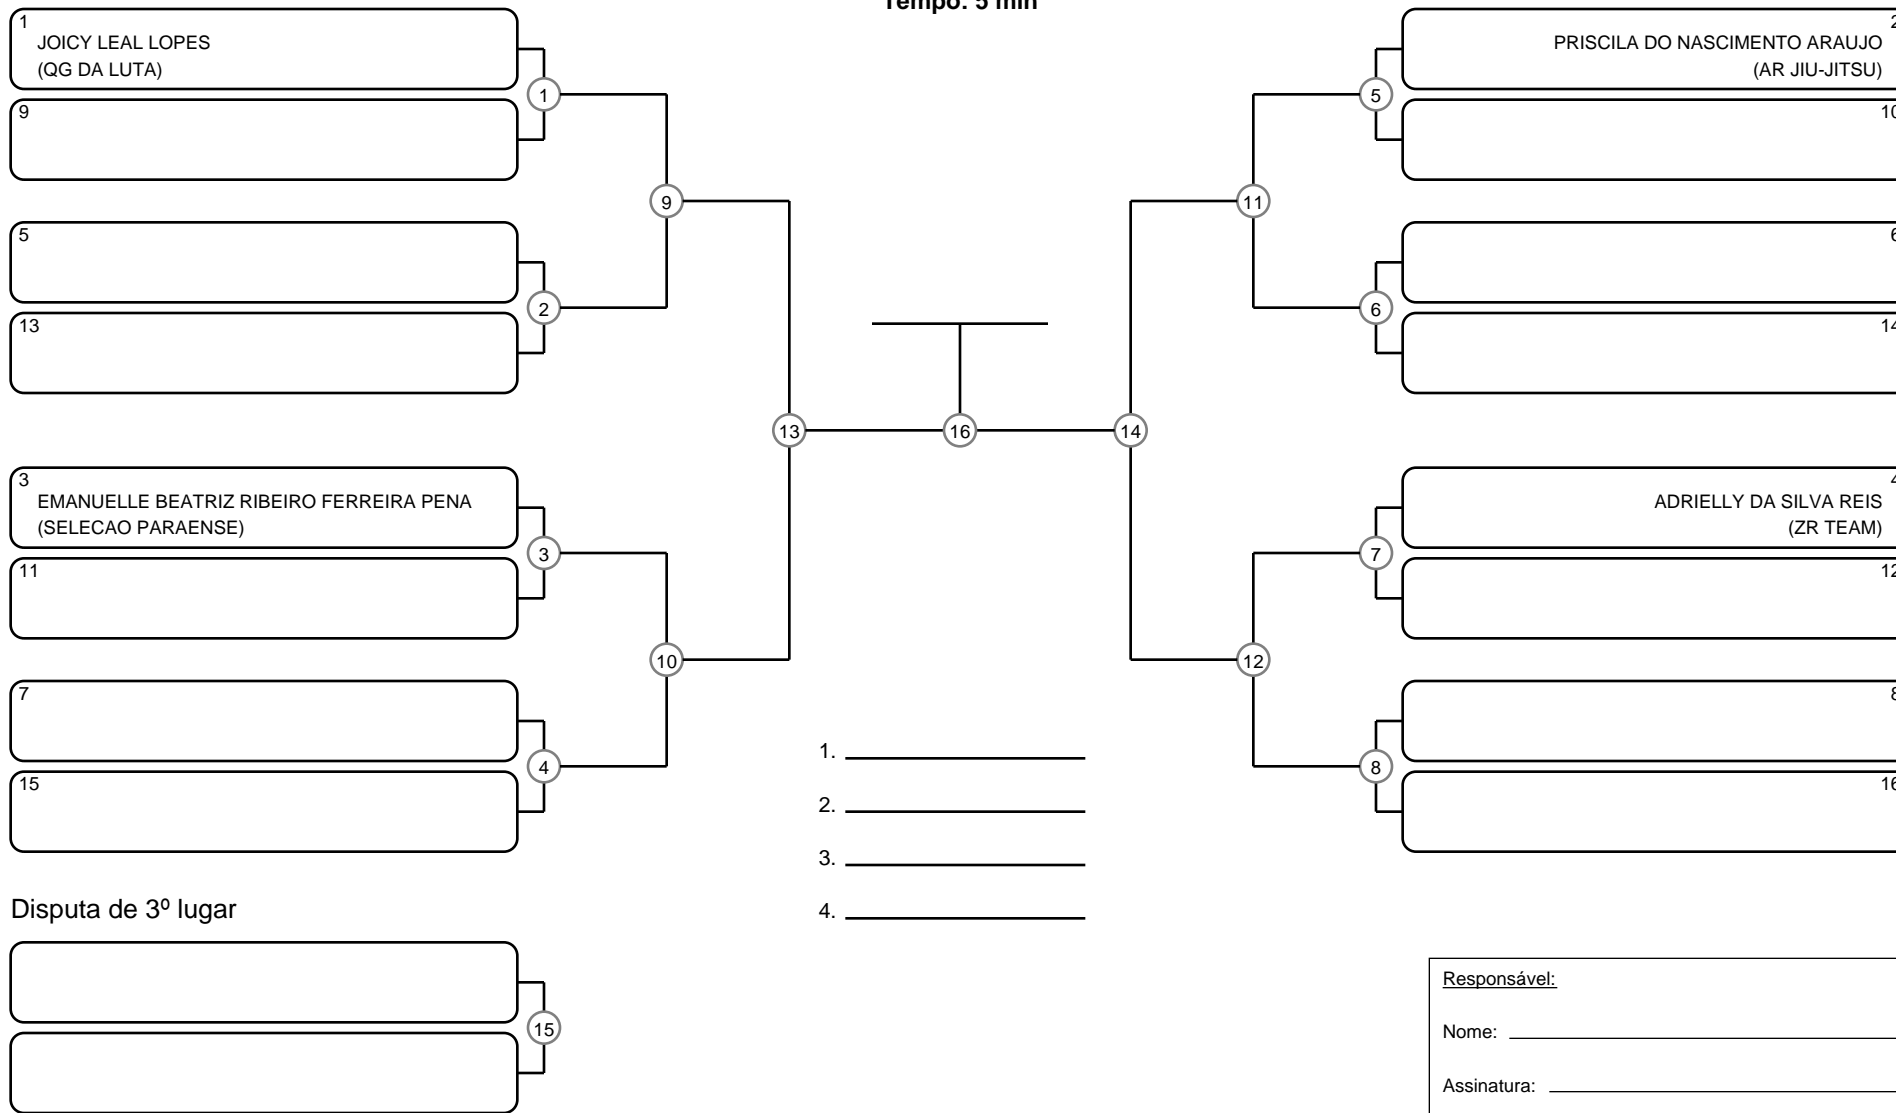 Tempo: 5 min
1
JOICY LEAL LOPES
(QG DA LUTA)
9
1
5
13
2
9
3
EMANUELLE BEATRIZ RIBEIRO FERREIRA PENA
(SELECAO PARAENSE)
11
3
7
15
4
10
13
16
14
2
PRISCILA DO NASCIMENTO ARAUJO
(AR JIU-JITSU)
10
5
6
14
6
11
4
ADRIELLY DA SILVA REIS
(ZR TEAM)
12
7
8
16
8
12
1.
2.
3.
4.
Disputa de 3º lugar
15
Responsável:
Nome:
Assinatura: